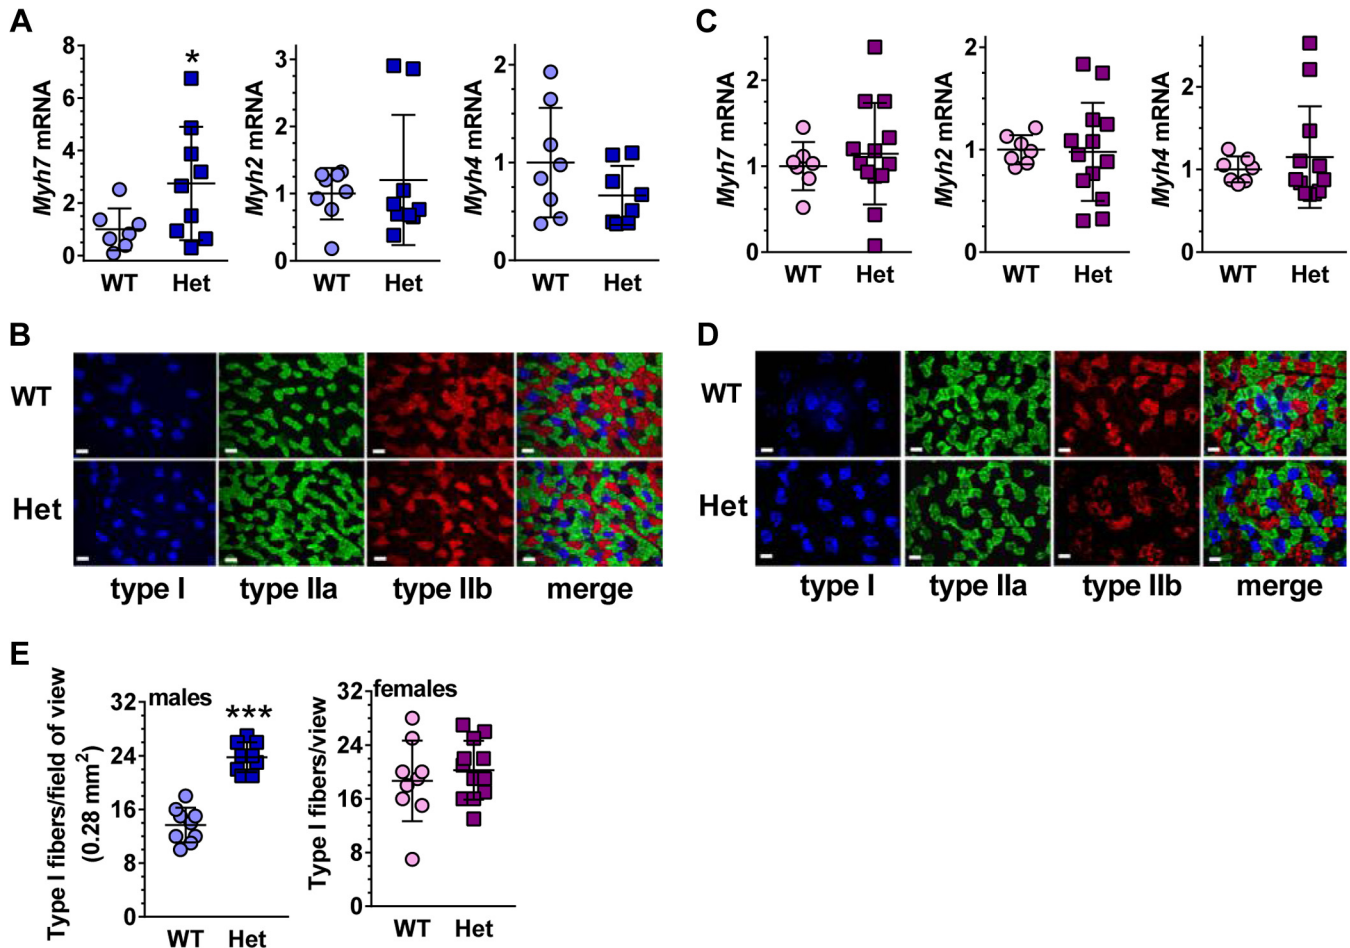 A
C
Myh7 mRNA
8
6
4
2
0
*
WT Het
Myh2 mRNA
3
2
1
0
WT Het
Myh4 mRNA
2
1
0
WT Het
Myh7 mRNA
2
1
0
WT Het
Myh2 mRNA
2
1
0
WT Het
Myh4 mRNA
2
1
0
WT Het
B
WT
Het
type I type IIa type IIb merge
D
WT
Het
type I type IIa type IIb merge
E
Type I fibers/field of view
(0.28 mm²)
32
24
16
8
0
males
***
WT Het
Type I fibers/view
32
24
16
8
0
females
WT Het